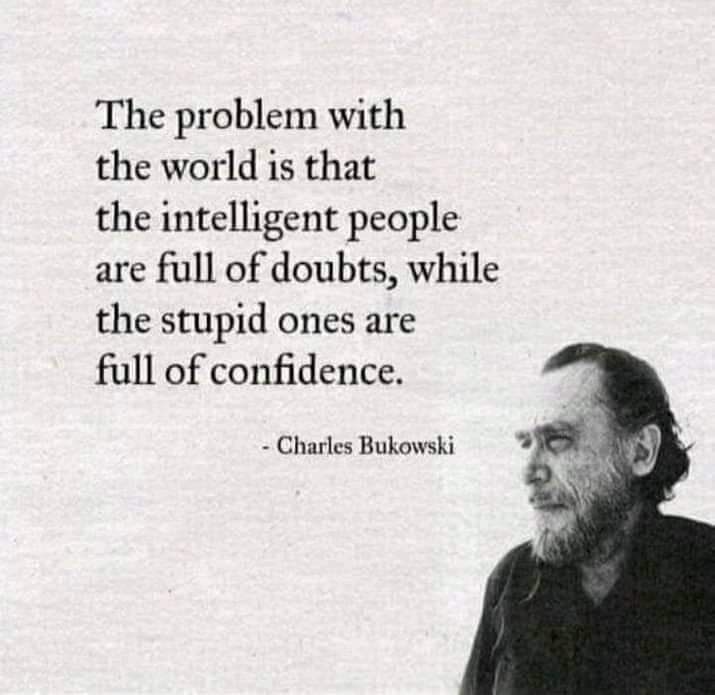 The problem with
the world is that
the intelligent people
are full of doubts, while
the stupid ones are
full of confidence.
- Charles Bukowski